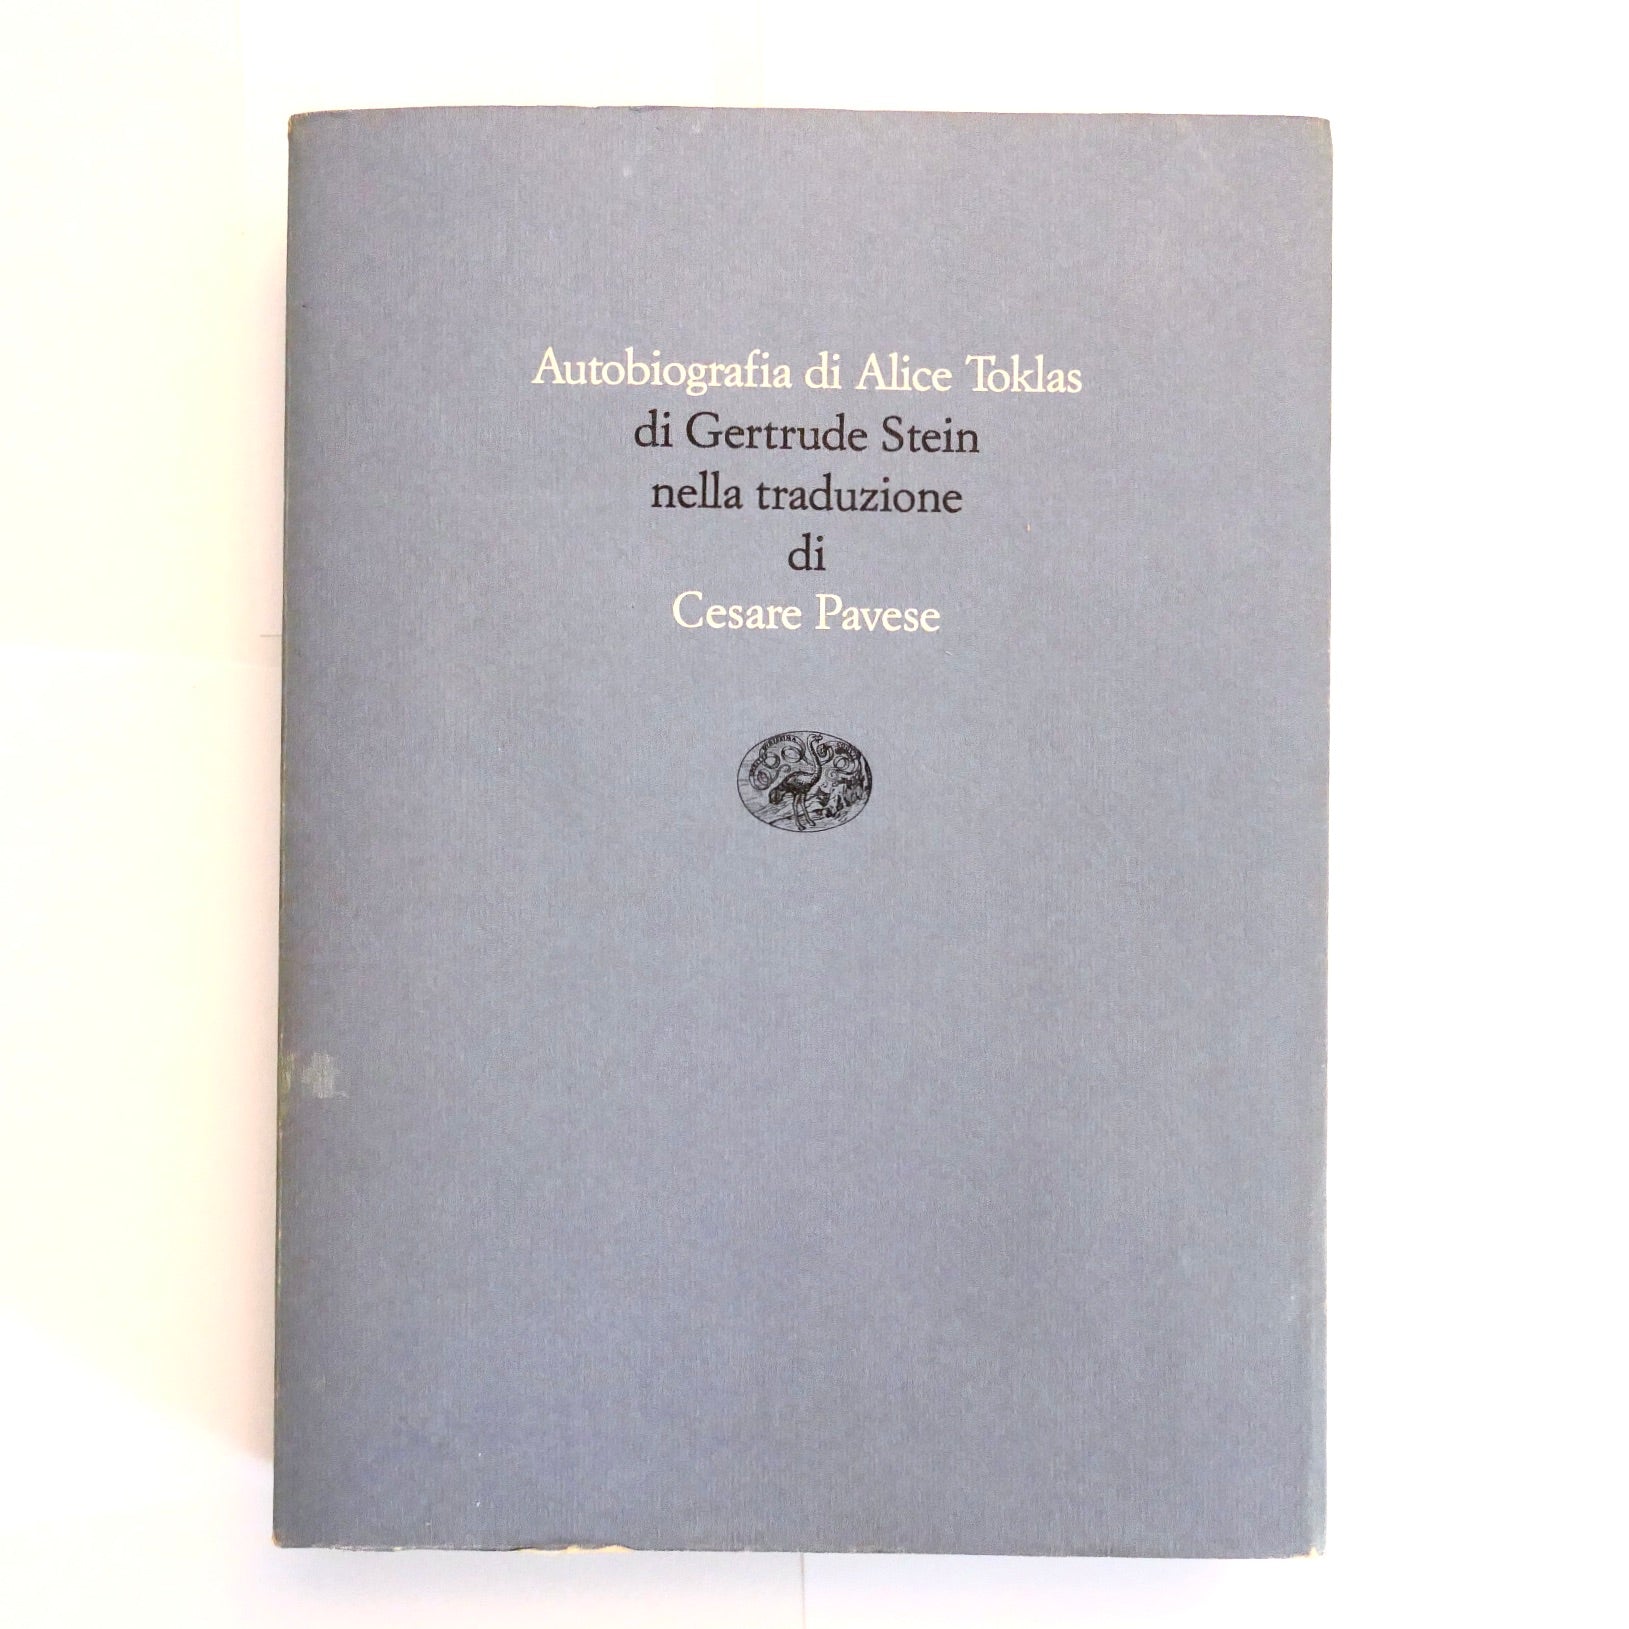 Autobiografia di Alice Toklas
di Gertrude Stein
nella traduzione
di
Cesare Pavese